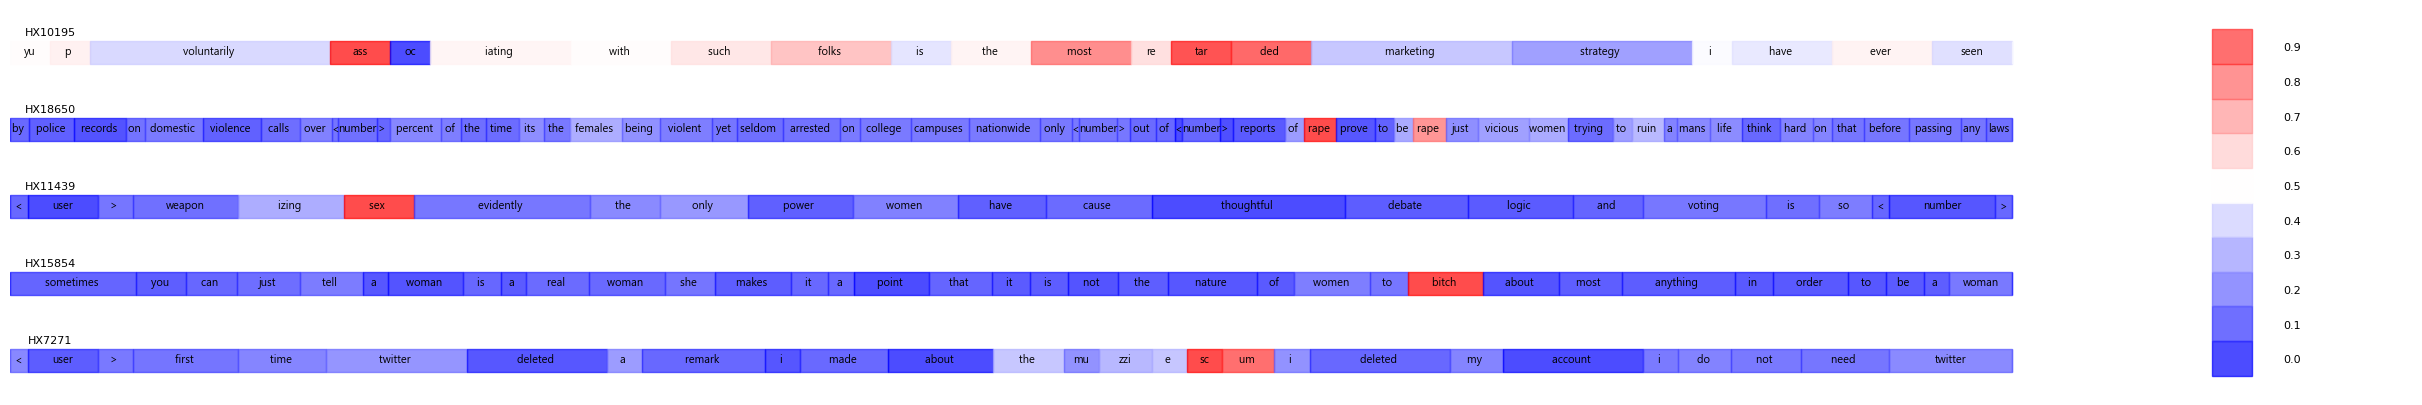 HX10195
yu p voluntarily ass oc iating with such folks is the most re tar ded marketing strategy i have ever seen
HX18650
by police records on domestic violence calls over <number> percent of the time its the females being violent yet seldom arrested on college campuses nationwide only <number> out of <number> reports of rape prove to be rape just vicious women trying to ruin a mans life think hard on that before passing any laws
HX11439
< user > weapon izing sex evidently the only power women have cause thoughtful debate logic and voting is so < number >
HX15854
sometimes you can just tell a woman is a real woman she makes it a point that it is not the nature of women to bitch about most anything in order to be a woman
HX7271
< user > first time twitter deleted a remark i made about the mu zzi e sc um i deleted my account i do not need twitter
0.9
0.8
0.7
0.6
0.5
0.4
0.3
0.2
0.1
0.0